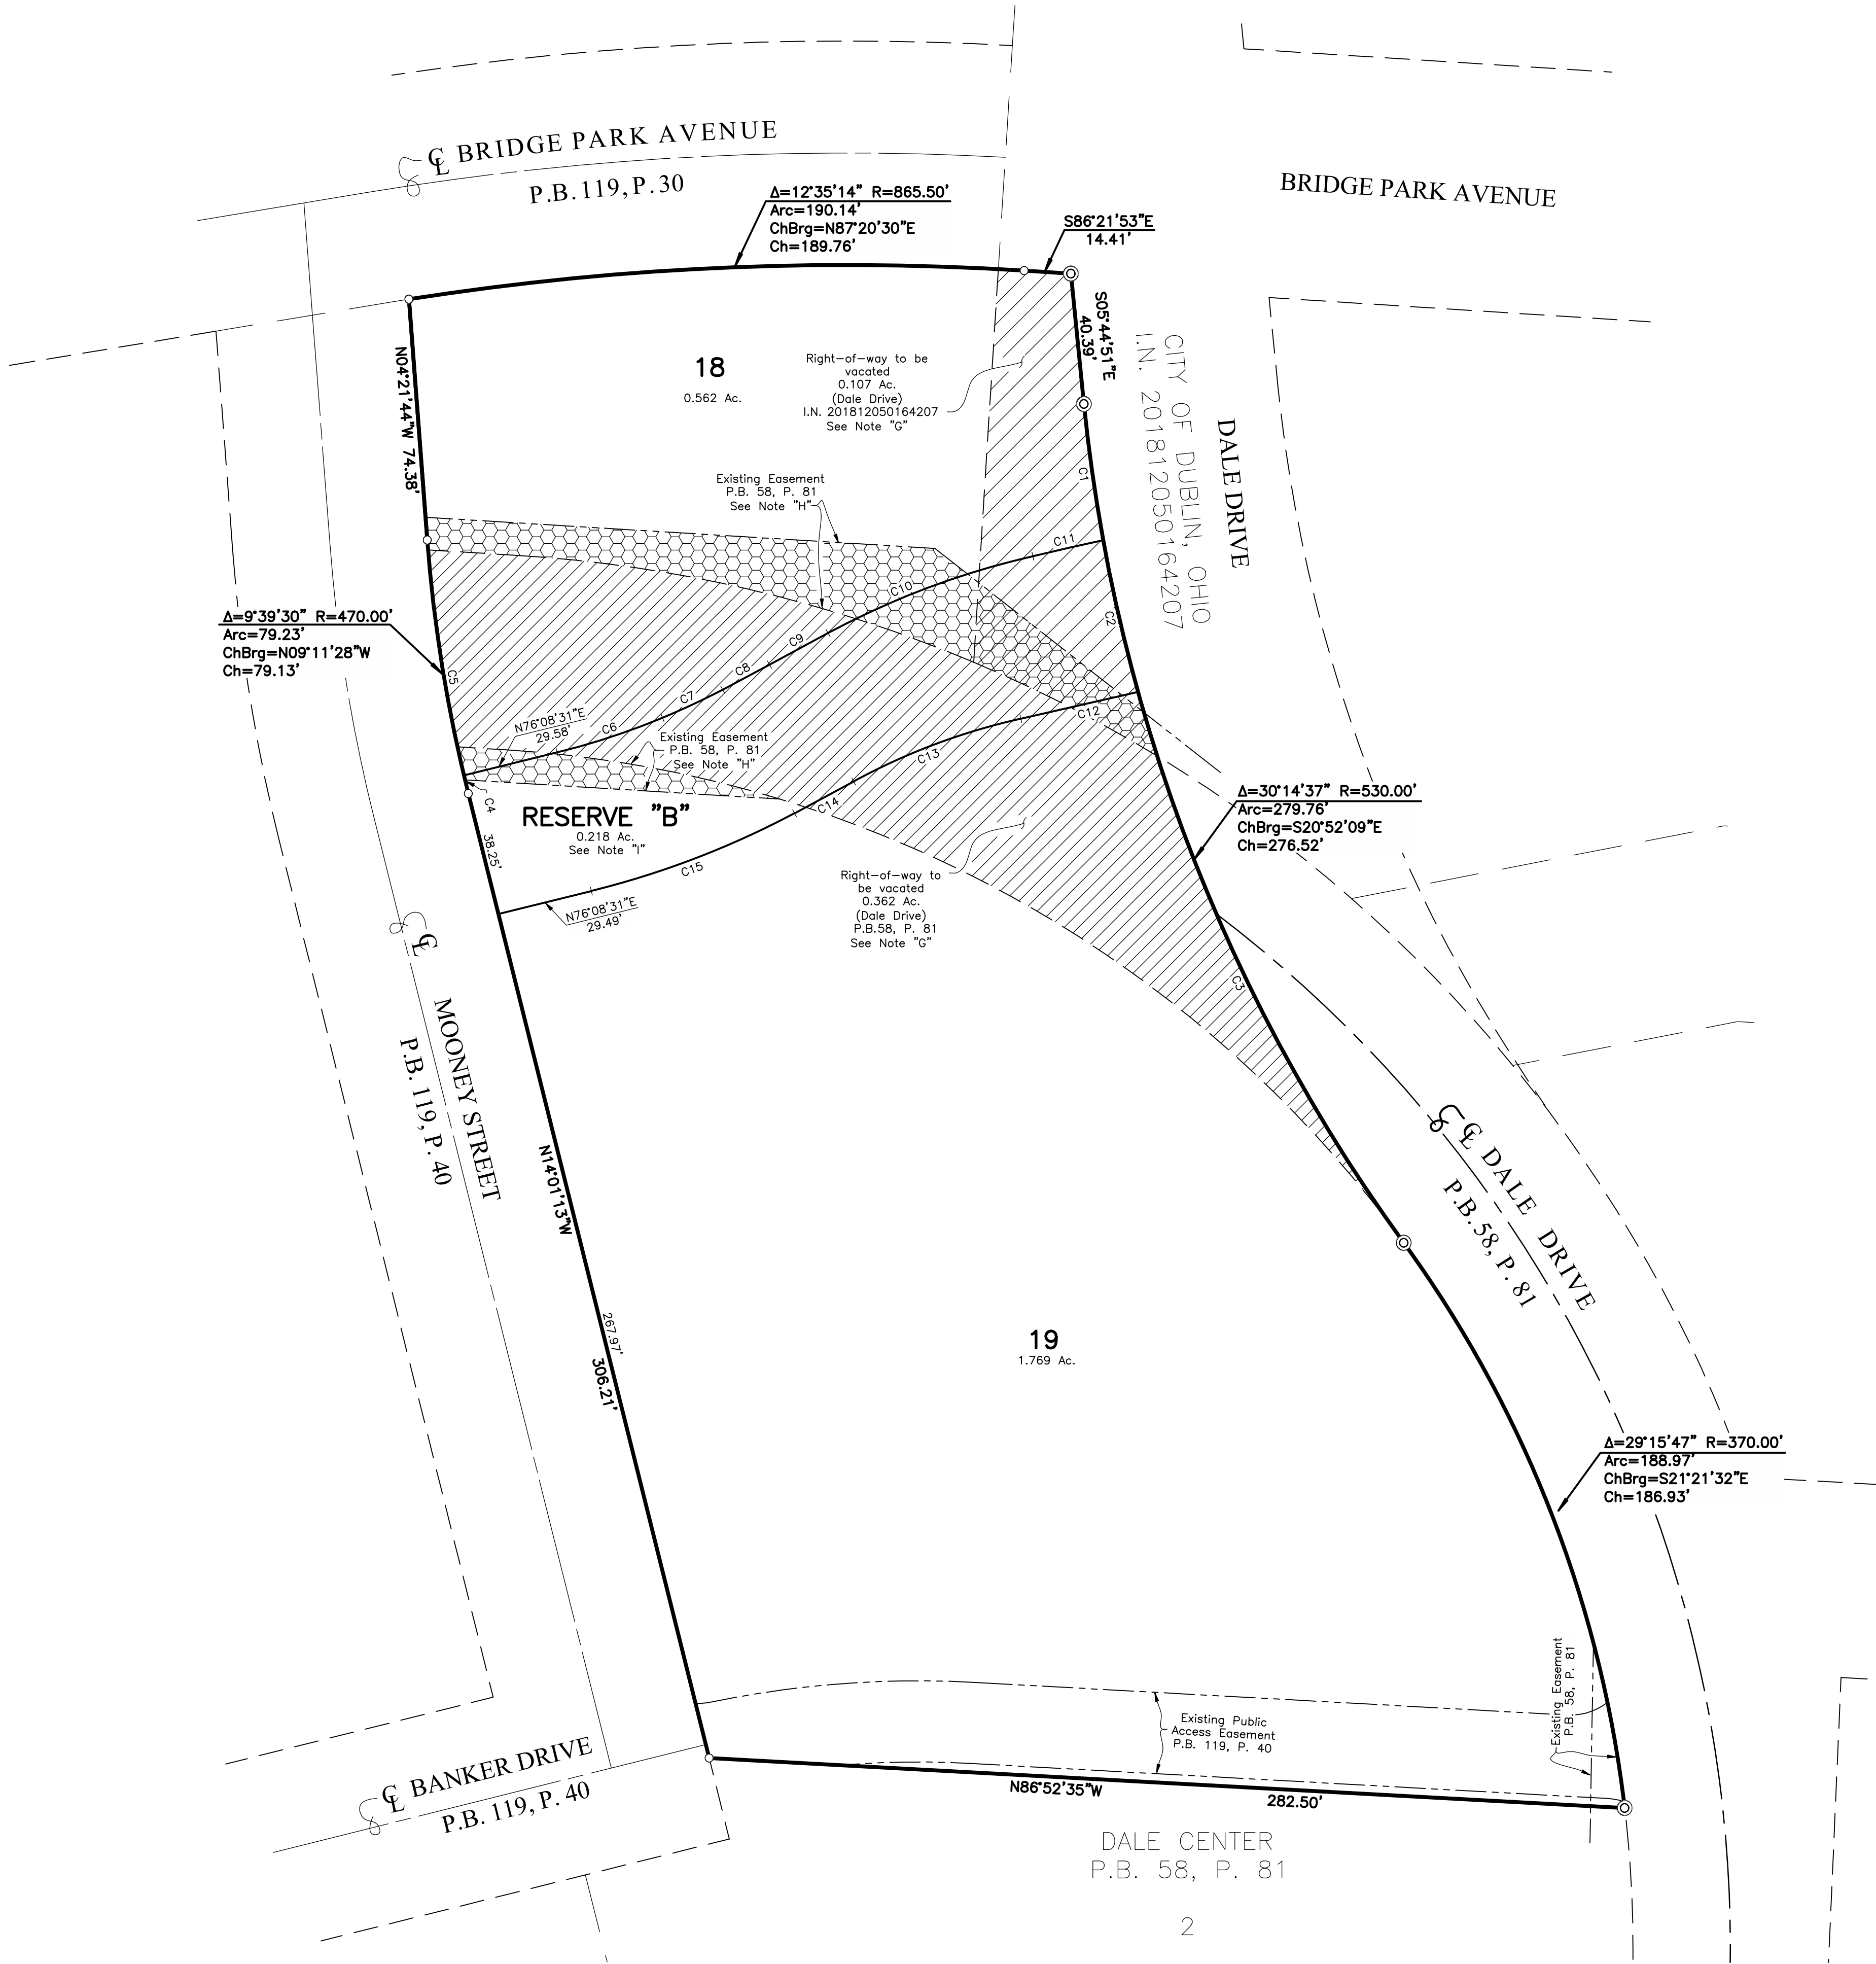 ℄ BRIDGE PARK AVENUE
P.B. 119, P. 30
BRIDGE PARK AVENUE
Δ=12°35'14" R=865.50'
Arc=190.14'
ChBrg=N87°20'30"E
Ch=189.76'
S86°21'53"E
14.41'
S05°44'51"E
40.39'
CITY OF DUBLIN, OHIO
I.N. 201812050164207
DALE DRIVE
N04°21'44"W 74.38'
18
0.562 Ac.
Right-of-way to be
vacated
0.107 Ac.
(Dale Drive)
I.N. 201812050164207
See Note "G"
Existing Easement
P.B. 58, P. 81
See Note "H"
C1
C11
C2
C10
C9
C8
C7
C6
C5
C12
C13
C14
C15
C4
C3
Δ=9°39'30" R=470.00'
Arc=79.23'
ChBrg=N09°11'28"W
Ch=79.13'
N76°08'31"E
29.58'
Existing Easement
P.B. 58, P. 81
See Note "H"
RESERVE "B"
0.218 Ac.
See Note "I"
38.25'
N76°08'31"E
29.49'
Right-of-way to
be vacated
0.362 Ac.
(Dale Drive)
P.B.58, P. 81
See Note "G"
Δ=30°14'37" R=530.00'
Arc=279.76'
ChBrg=S20°52'09"E
Ch=276.52'
℄
MOONEY STREET
P.B. 119, P. 40
N14°01'13"W
267.97'
306.21'
℄ DALE DRIVE
P.B. 58, P. 81
19
1.769 Ac.
Δ=29°15'47" R=370.00'
Arc=188.97'
ChBrg=S21°21'32"E
Ch=186.93'
Existing Easement
P.B. 58, P. 81
Existing Public
Access Easement
P.B. 119, P. 40
℄ BANKER DRIVE
P.B. 119, P. 40
N86°52'35"W
282.50'
DALE CENTER
P.B. 58, P. 81
2